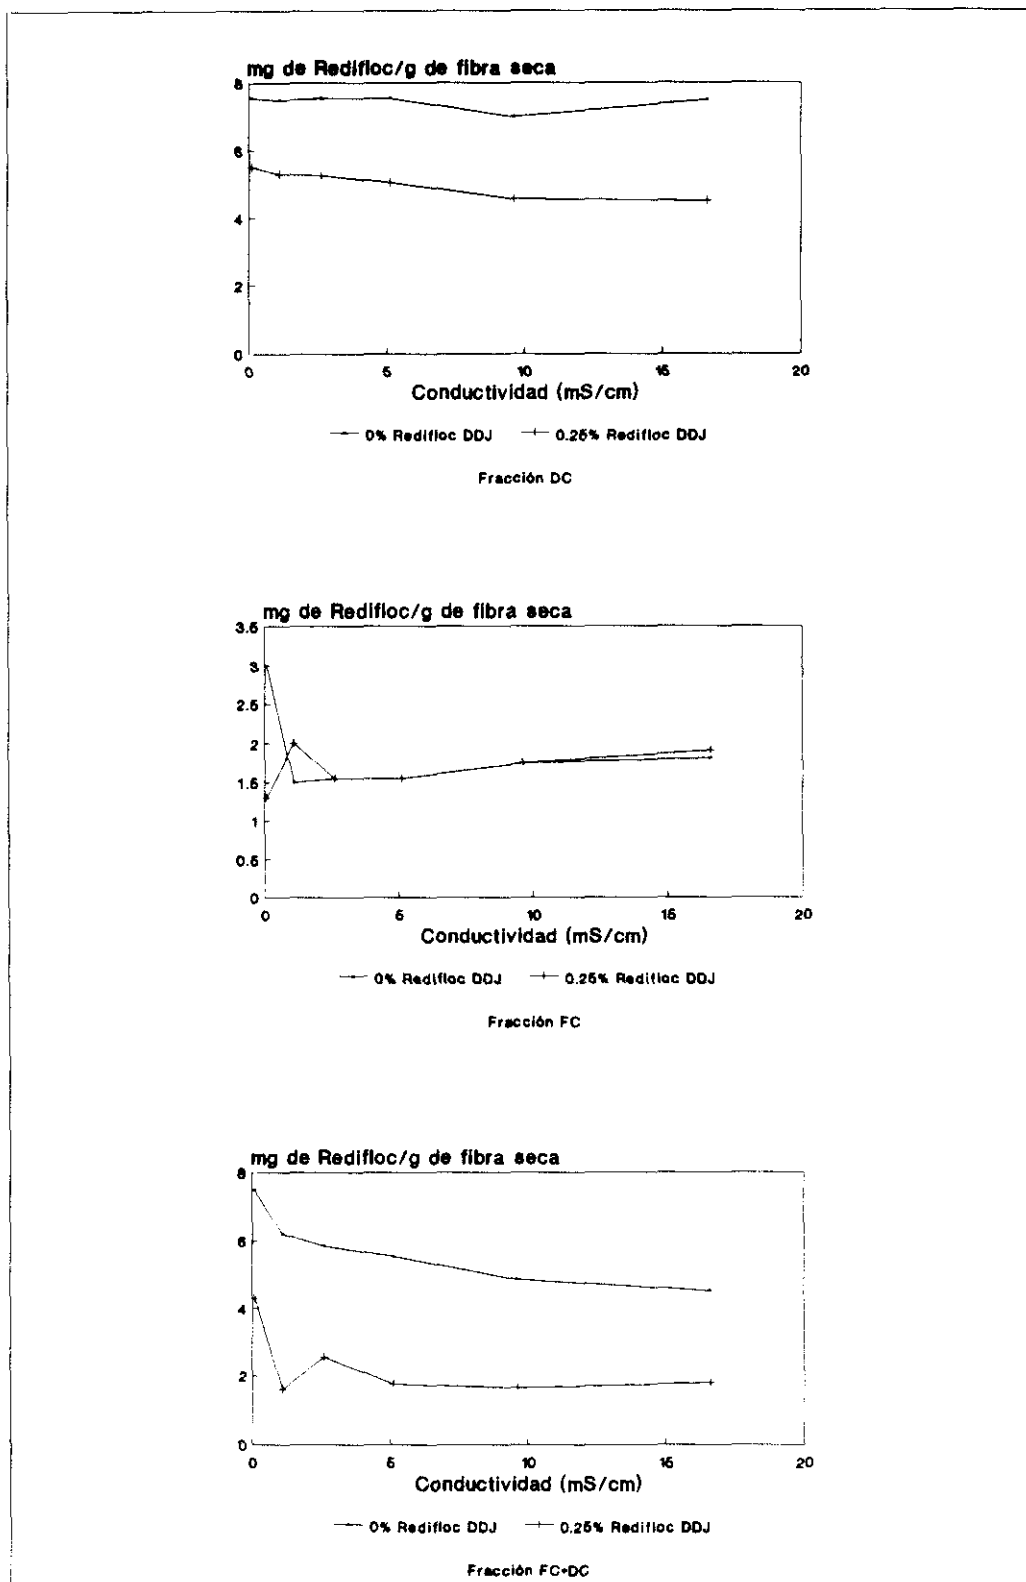 mg de Redifloc/g de fibra seca
8
6
4
2
0
0 5 10 15 20
Conductividad (mS/cm)
0% Redifloc DDJ 0.25% Redifloc DDJ
Fracción DC
mg de Redifloc/g de fibra seca
3.5
3
2.5
2
1.5
1
0.5
0
0 5 10 15 20
Conductividad (mS/cm)
0% Redifloc DDJ 0.25% Redifloc DDJ
Fracción FC
mg de Redifloc/g de fibra seca
8
6
4
2
0
0 5 10 15 20
Conductividad (mS/cm)
0% Redifloc DDJ 0.25% Redifloc DDJ
Fracción FC+DC